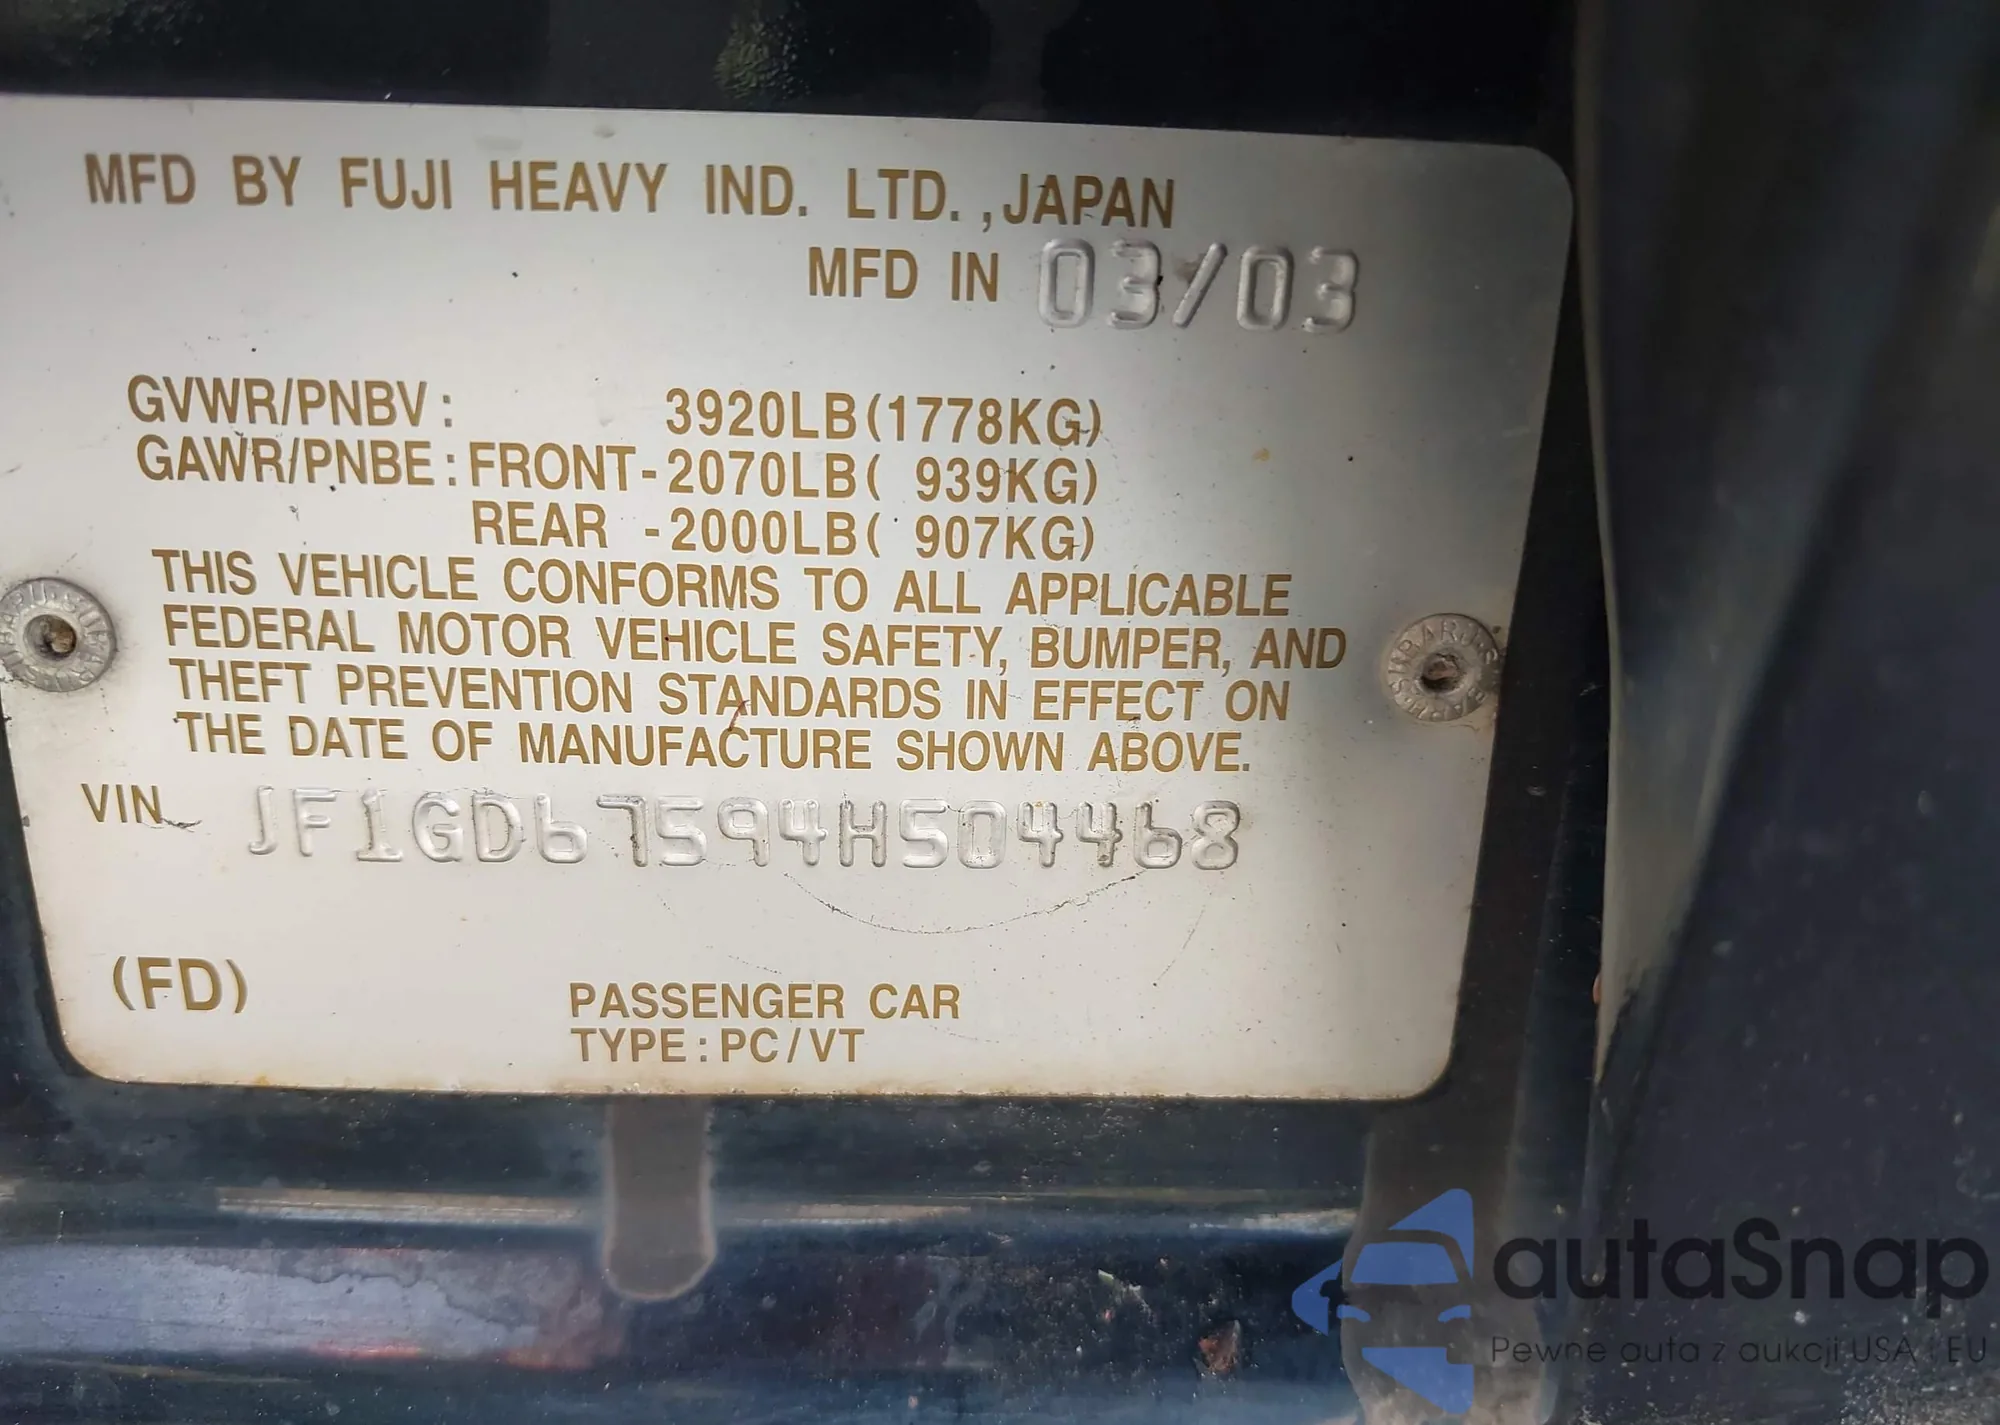 MFD BY FUJI HEAVY IND. LTD.,JAPAN
MFD IN 03/03
GVWR/PNBV: 3920LB(1778KG)
GAWR/PNBE:FRONT-2070LB( 939KG)
REAR -2000LB( 907KG)
THIS VEHICLE CONFORMS TO ALL APPLICABLE
FEDERAL MOTOR VEHICLE SAFETY, BUMPER, AND
THEFT PREVENTION STANDARDS IN EFFECT ON
THE DATE OF MANUFACTURE SHOWN ABOVE.
VIN JF1GD67594H504468
(FD)
PASSENGER CAR
TYPE:PC/VT
autaSnap
Pewne auta z aukcji USA i EU